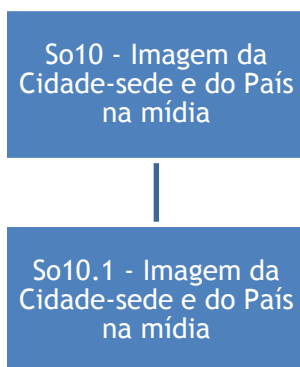 So10 - Imagem da
Cidade-sede e do País
na mídia
So10.1 - Imagem da
Cidade-sede e do País
na mídia